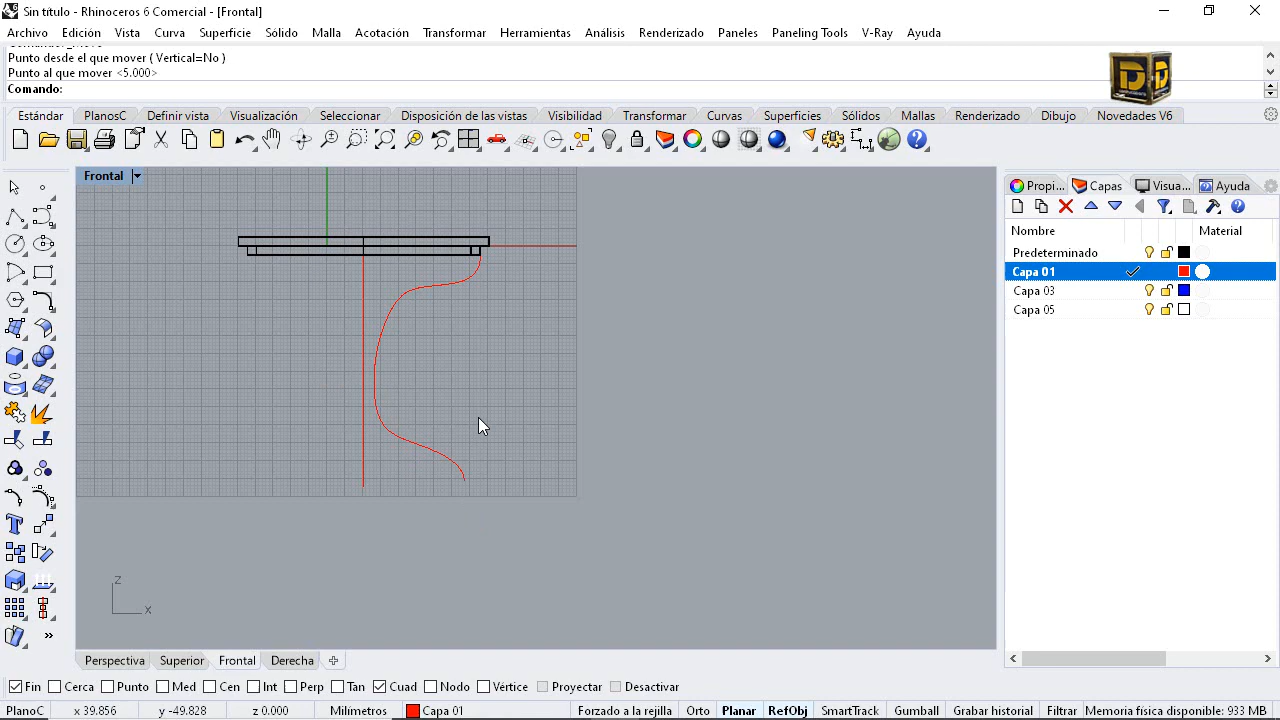 Sin título - Rhinoceros 6 Comercial - [Frontal]
Archivo Edición Vista Curva Superficie Sólido Malla Acotación Transformar Herramientas Análisis Renderizado Paneles Paneling Tools V-Ray Ayuda
Punto desde el que mover ( Vertical=No )
Punto al que mover <5.000>
Comando:
Estándar PlanosC Definir vista Visualización Seleccionar Disposición de las vistas Visibilidad Transformar Curvas Superficies Sólidos Mallas Renderizado Dibujo Novedades V6
Frontal
Propi... Capas Visua... Ayuda
Nombre Material
Predeterminado
Capa 01
Capa 03
Capa 05
Z
X
Perspectiva Superior Frontal Derecha
Fin Cerca Punto Med Cen Int Perp Tan Cuad Nodo Vértice Proyectar Desactivar
PlanoC x 39.856 y -49.828 z 0.000 Milímetros Capa 01 Forzado a la rejilla Orto Planar RefObj SmartTrack Gumball Grabar historial Filtrar Memoria física disponible: 933 MB